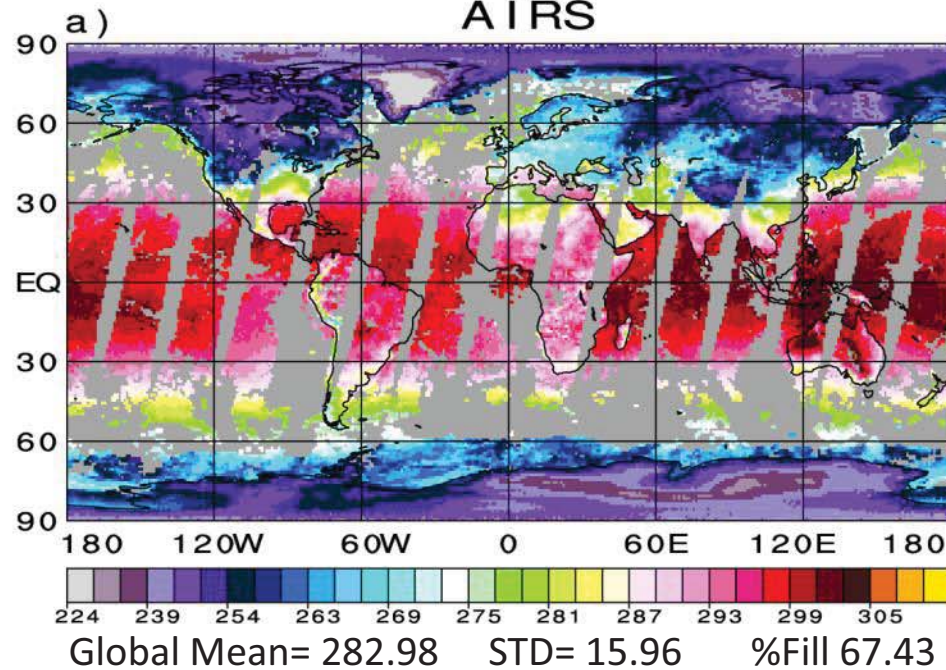 a)
AIRS
90
60
30
EQ
30
60
90
180 120W 60W 0 60E 120E 180
224 239 254 263 269 275 281 287 293 299 305
Global Mean= 282.98 STD= 15.96 %Fill 67.43